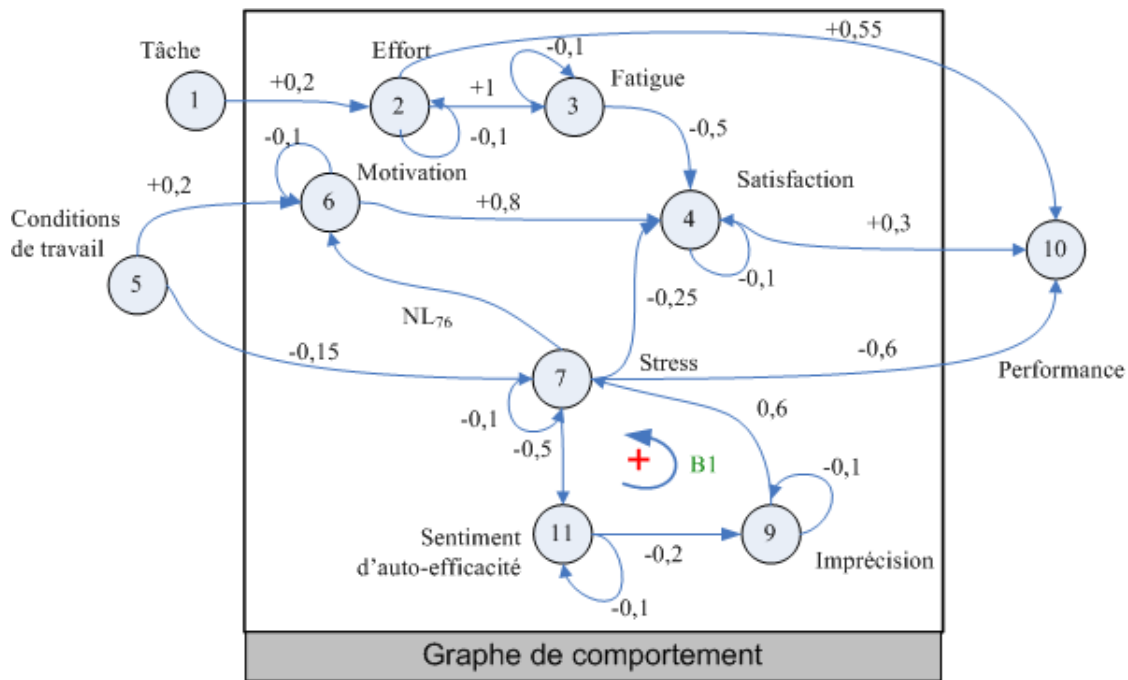 +0,55
Tâche
Effort
-0,1
Fatigue
1
+0,2
2
+1
3
-0,1
-0,5
-0,1
Motivation
Satisfaction
+0,2
6
+0,8
4
+0,3
Conditions
de travail
10
5
-0,1
-0,25
NL₇₆
-0,15
Stress
-0,6
7
Performance
-0,1
0,6
-0,5
+
B1
-0,1
11
9
Sentiment
d'auto-efficacité
-0,2
Imprécision
-0,1
Graphe de comportement